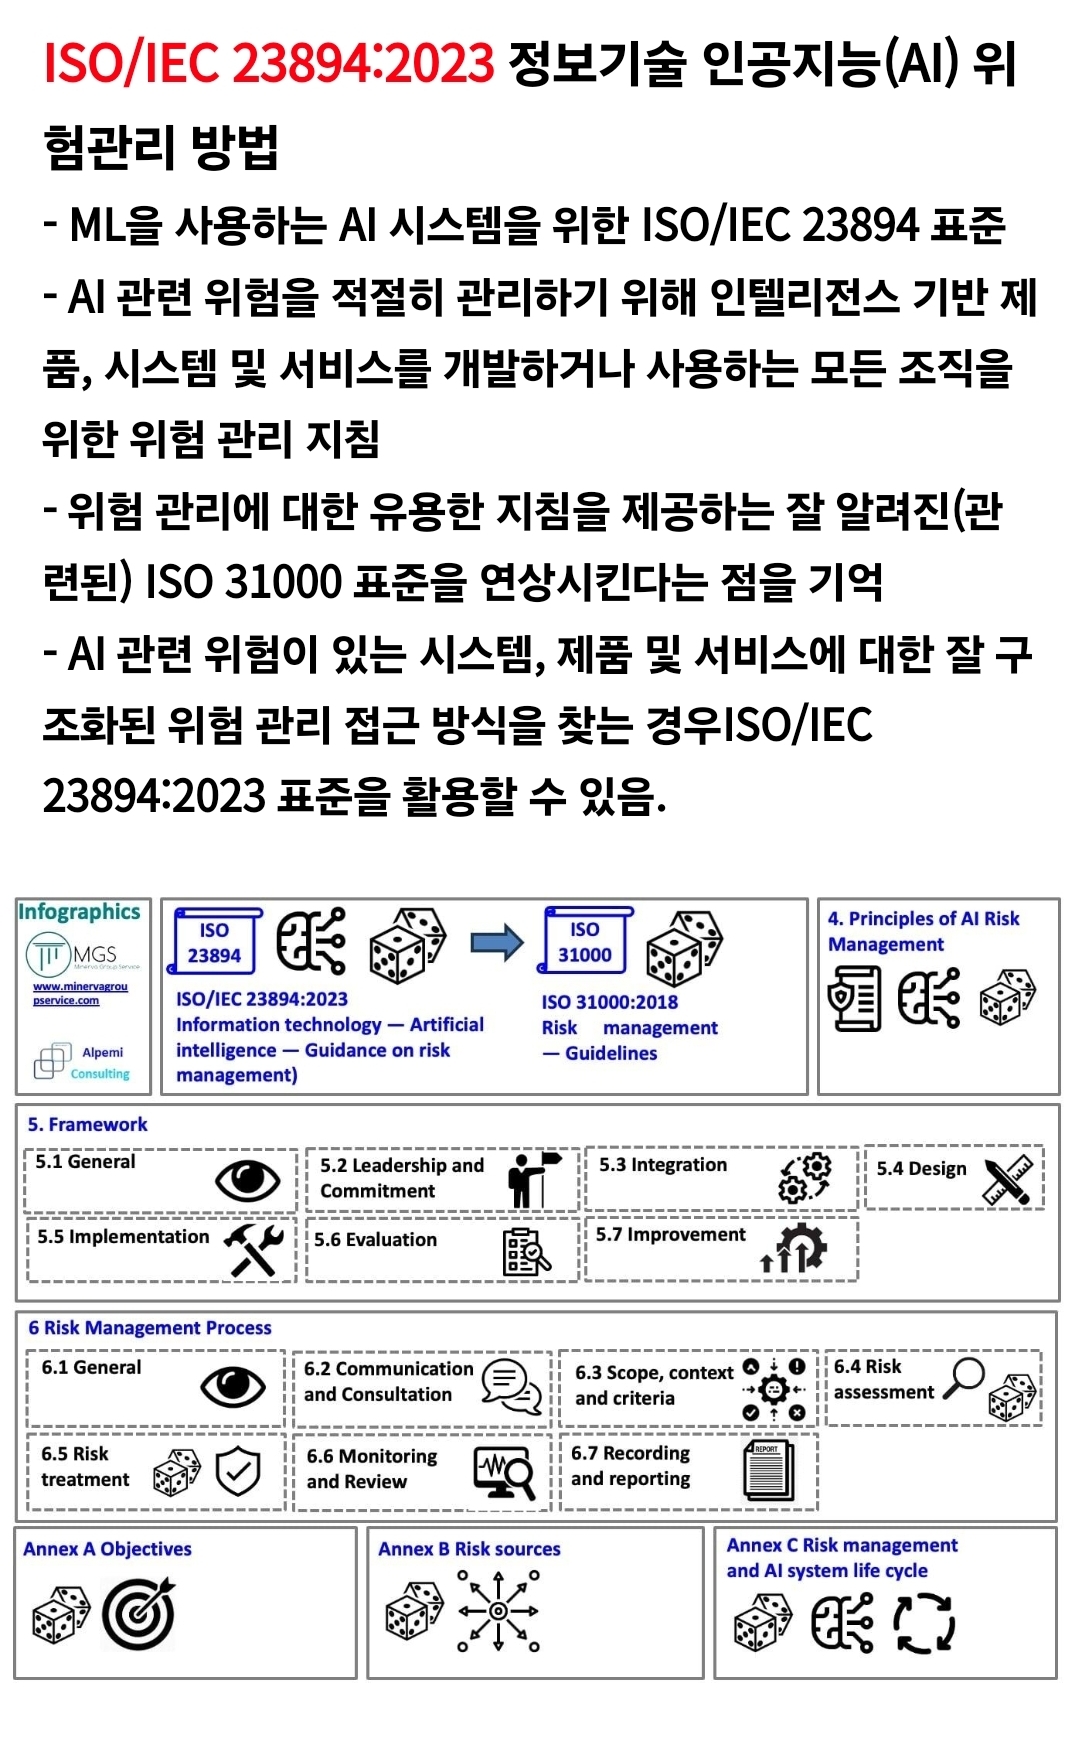 ISO/IEC 23894:2023 정보기술 인공지능(AI) 위
험관리 방법
- ML을 사용하는 AI 시스템을 위한 ISO/IEC 23894 표준
- AI 관련 위험을 적절히 관리하기 위해 인텔리전스 기반 제
품, 시스템 및 서비스를 개발하거나 사용하는 모든 조직을
위한 위험 관리 지침
- 위험 관리에 대한 유용한 지침을 제공하는 잘 알려진(관
련된) ISO 31000 표준을 연상시킨다는 점을 기억
- AI 관련 위험이 있는 시스템, 제품 및 서비스에 대한 잘 구
조화된 위험 관리 접근 방식을 찾는 경우ISO/IEC
23894:2023 표준을 활용할 수 있음.
Infographics
MGS
Minerva Group Service
www.minervagrou
pservice.com
Alpemi
Consulting
ISO
23894
ISO/IEC 23894:2023
Information technology — Artificial
intelligence — Guidance on risk
management)
ISO
31000
ISO 31000:2018
Risk management
— Guidelines
4. Principles of AI Risk
Management
5. Framework
5.1 General
5.2 Leadership and
Commitment
5.3 Integration
5.4 Design
5.5 Implementation
5.6 Evaluation
5.7 Improvement
6 Risk Management Process
6.1 General
6.2 Communication
and Consultation
6.3 Scope, context
and criteria
6.4 Risk
assessment
6.5 Risk
treatment
6.6 Monitoring
and Review
6.7 Recording
and reporting
REPORT
Annex A Objectives
Annex B Risk sources
Annex C Risk management
and AI system life cycle